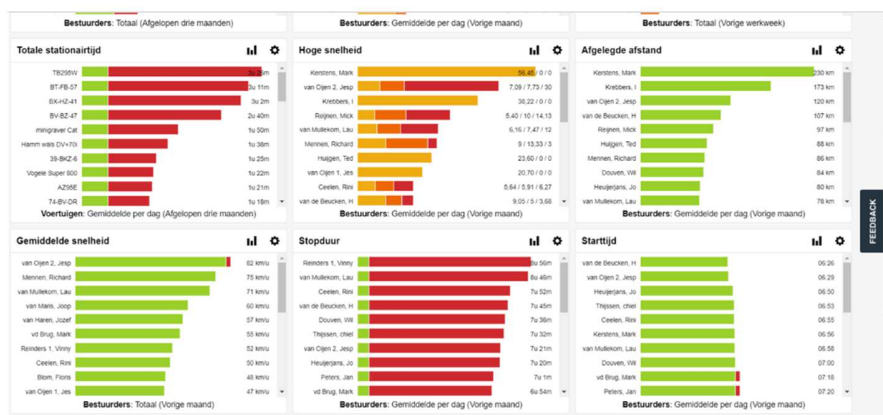 Bestuurders: Totaal (Afgelopen drie maanden)
Bestuurders: Gemiddelde per dag (Vorige maand)
Bestuurders: Totaal (Vorige werkweek)
Totale stationairtijd
TB295W 3u 26m
BT-FB-57 3u 11m
BX-HZ-41 3u 2m
BV-BZ-47 2u 40m
minigraver Cat 1u 50m
Hamm wals DV+70i 1u 38m
39-BKZ-6 1u 25m
Vogele Super 800 1u 22m
AZ95E 1u 21m
74-BV-DR 1u 18m
Voertuigen: Gemiddelde per dag (Afgelopen drie maanden)
Hoge snelheid
Kerstens, Mark 56,45 / 0 / 0
van Oijen 2, Jesp 7,09 / 7,73 / 30
Krebbers, I 38,22 / 0 / 0
Reijnen, Mick 5,40 / 10 / 14,13
van Mullekom, Lau 6,16 / 7,47 / 12
Mennen, Richard 9 / 13,33 / 3
Huijgen, Ted 23,60 / 0 / 0
van Oijen 1, Jes 20,70 / 0 / 0
Ceelen, Rini 5,64 / 5,91 / 6,27
van de Beucken, H 9,05 / 5 / 3,68
Bestuurders: Gemiddelde per dag (Vorige maand)
Afgelegde afstand
Kerstens, Mark 230 km
Krebbers, I 173 km
van Oijen 2, Jesp 120 km
van de Beucken, H 107 km
Reijnen, Mick 97 km
Huijgen, Ted 88 km
Mennen, Richard 86 km
Douven, Wil 84 km
Heuijerjans, Jo 80 km
van Mullekom, Lau 78 km
Bestuurders: Gemiddelde per dag (Vorige maand)
FEEDBACK
Gemiddelde snelheid
van Oijen 2, Jesp 82 km/u
Mennen, Richard 75 km/u
van Mullekom, Lau 71 km/u
van Maris, Joop 60 km/u
van Haren, Jozef 57 km/u
vd Brug, Mark 55 km/u
Reinders 1, Vinny 52 km/u
Ceelen, Rini 50 km/u
Blom, Floris 48 km/u
van Oijen 1, Jes 47 km/u
Bestuurders: Totaal (Vorige maand)
Stopduur
Reinders 1, Vinny 8u 56m
van Mullekom, Lau 8u 46m
Ceelen, Rini 7u 52m
van de Beucken, H 7u 45m
Douven, Wil 7u 36m
Thijssen, chiel 7u 32m
van Oijen 2, Jesp 7u 21m
Heuijerjans, Jo 7u 20m
Peters, Jan 7u 1m
vd Brug, Mark 6u 54m
Bestuurders: Gemiddelde per dag (Vorige maand)
Starttijd
van de Beucken, H 06:26
van Oijen 2, Jesp 06:29
Heuijerjans, Jo 06:50
Thijssen, chiel 06:53
Ceelen, Rini 06:55
Kerstens, Mark 06:56
van Mullekom, Lau 06:58
Douven, Wil 07:00
vd Brug, Mark 07:18
Peters, Jan 07:20
Bestuurders: Gemiddelde per dag (Vorige maand)